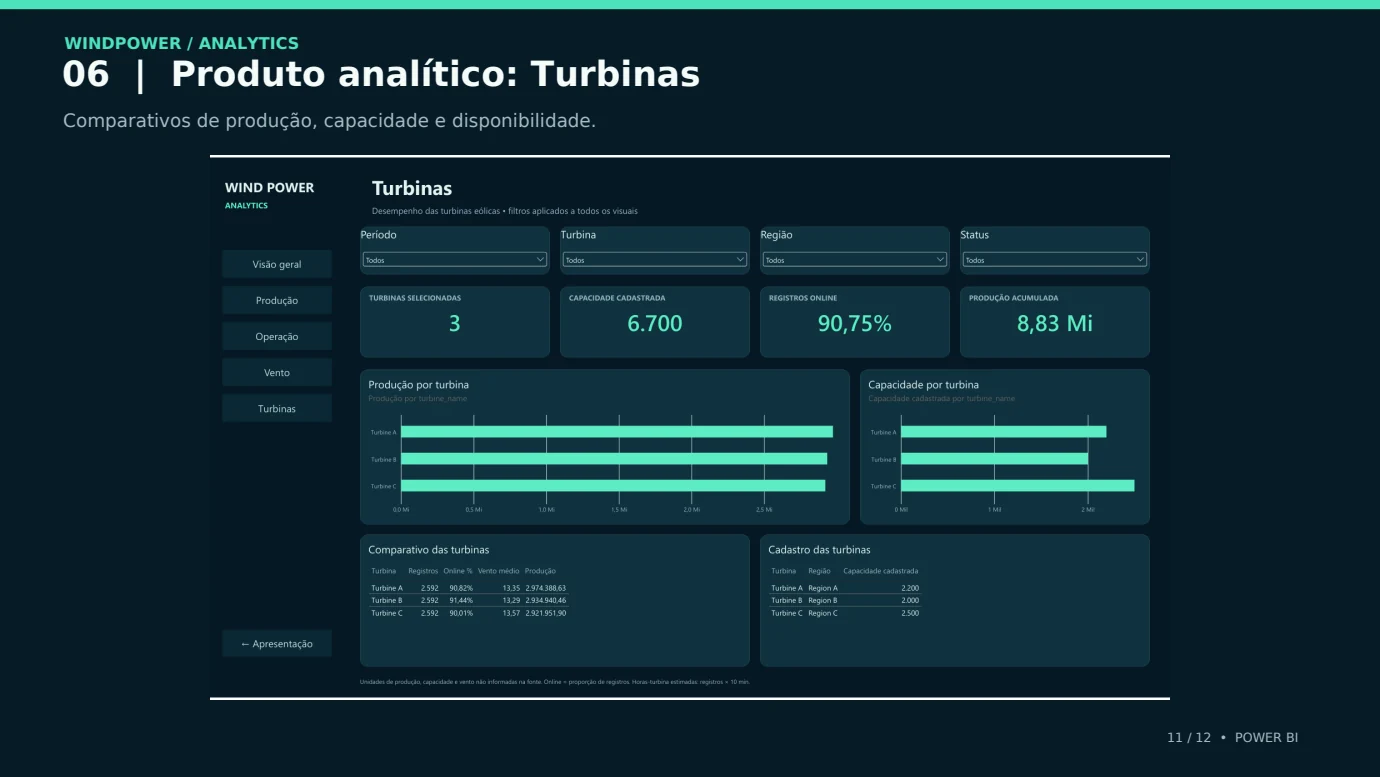 WINDPOWER / ANALYTICS
06 | Produto analítico: Turbinas
Comparativos de produção, capacidade e disponibilidade.
WIND POWER
ANALYTICS
Visão geral
Produção
Operação
Vento
Turbinas
← Apresentação
Turbinas
Desempenho das turbinas eólicas • filtros aplicados a todos os visuais
Período
Todos
Turbina
Todos
Região
Todos
Status
Todos
TURBINAS SELECIONADAS
3
CAPACIDADE CADASTRADA
6.700
REGISTROS ONLINE
90,75%
PRODUÇÃO ACUMULADA
8,83 Mi
Produção por turbina
Produção por turbine_name
Turbine A
Turbine B
Turbine C
0,0 Mi 0,5 Mi 1,0 Mi 1,5 Mi 2,0 Mi 2,5 Mi
Capacidade por turbina
Capacidade cadastrada por turbine_name
Turbine A
Turbine B
Turbine C
0 Mil 1 Mil 2 Mil
Comparativo das turbinas
Turbina Registros Online % Vento médio Produção
Turbine A 2.592 90,82% 13,35 2.974.388,63
Turbine B 2.592 91,44% 13,29 2.934.940,46
Turbine C 2.592 90,01% 13,57 2.921.951,90
Cadastro das turbinas
Turbina Região Capacidade cadastrada
Turbine A Region A 2.200
Turbine B Region B 2.000
Turbine C Region C 2.500
Unidades de produção, capacidade e vento não informadas na fonte. Online = proporção de registros. Horas-turbina estimadas: registros × 10 min.
11 / 12 • POWER BI